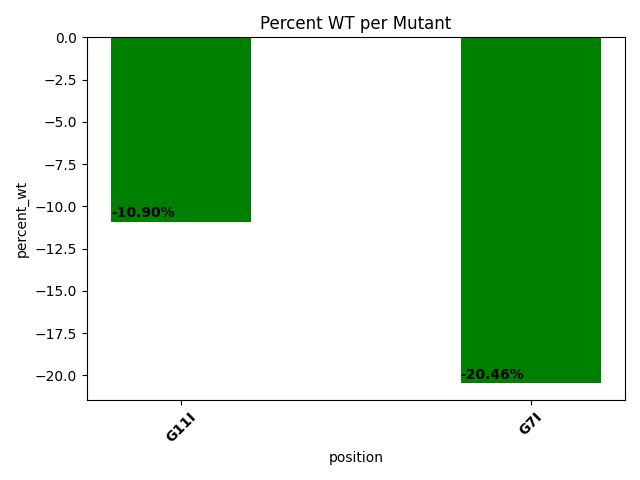 Percent WT per Mutant
percent_wt
0.0
−2.5
−5.0
−7.5
−10.0
−12.5
−15.0
−17.5
−20.0
-10.90%
-20.46%
G11I
G7I
position